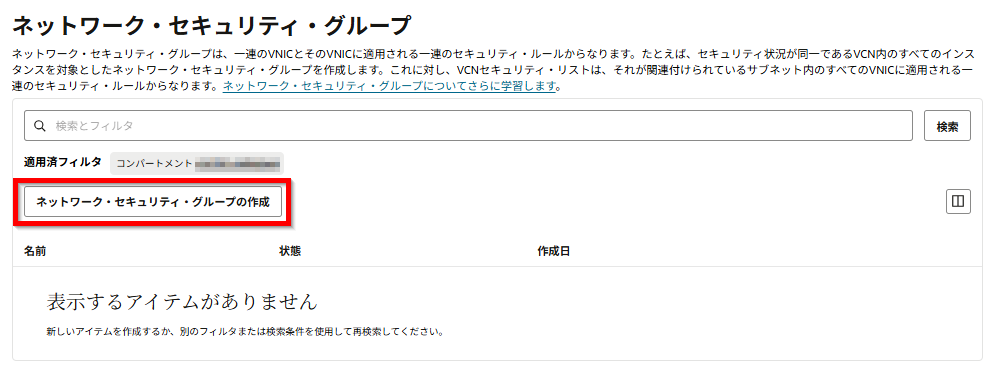 ネットワーク・セキュリティ・グループ
ネットワーク・セキュリティ・グループは、一連のVNICとそのVNICに適用される一連のセキュリティ・ルールからなります。たとえば、セキュリティ状況が同一であるVCN内のすべてのインス
タンスを対象としたネットワーク・セキュリティ・グループを作成します。これに対し、VCNセキュリティ・リストは、それが関連付けられているサブネット内のすべてのVNICに適用される一
連のセキュリティ・ルールからなります。ネットワーク・セキュリティ・グループについてさらに学習します。
検索とフィルタ
検索
適用済フィルタ コンパートメント
ネットワーク・セキュリティ・グループの作成
名前 状態 作成日
表示するアイテムがありません
新しいアイテムを作成するか、別のフィルタまたは検索条件を使用して再検索してください。